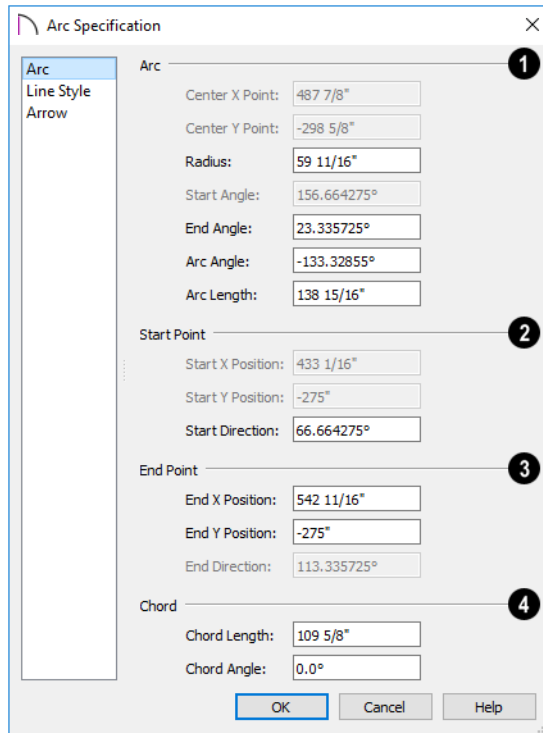 Arc Specification
Arc
Line Style
Arrow
Arc 1
Center X Point: 487 7/8"
Center Y Point: -298 5/8"
Radius: 59 11/16"
Start Angle: 156.664275°
End Angle: 23.335725°
Arc Angle: -133.32855°
Arc Length: 138 15/16"
Start Point 2
Start X Position: 433 1/16"
Start Y Position: -275"
Start Direction: 66.664275°
End Point 3
End X Position: 542 11/16"
End Y Position: -275"
End Direction: 113.335725°
Chord 4
Chord Length: 109 5/8"
Chord Angle: 0.0°
OK Cancel Help